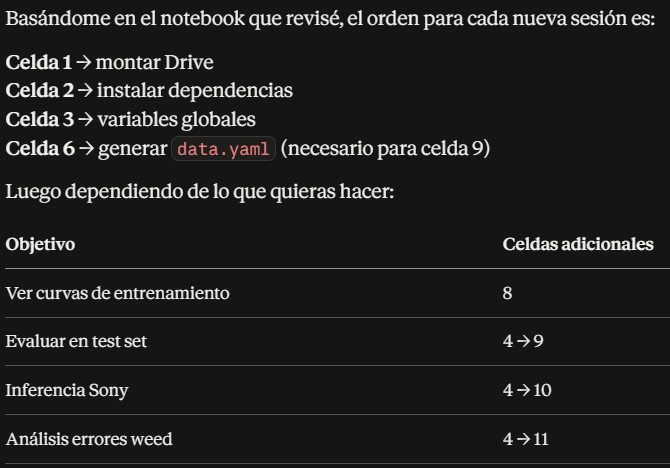 Basándome en el notebook que revisé, el orden para cada nueva sesión es:
Celda 1 → montar Drive
Celda 2 → instalar dependencias
Celda 3 → variables globales
Celda 6 → generar data.yaml (necesario para celda 9)
Luego dependiendo de lo que quieras hacer:
Objetivo Celdas adicionales
Ver curvas de entrenamiento 8
Evaluar en test set 4 → 9
Inferencia Sony 4 → 10
Análisis errores weed 4 → 11